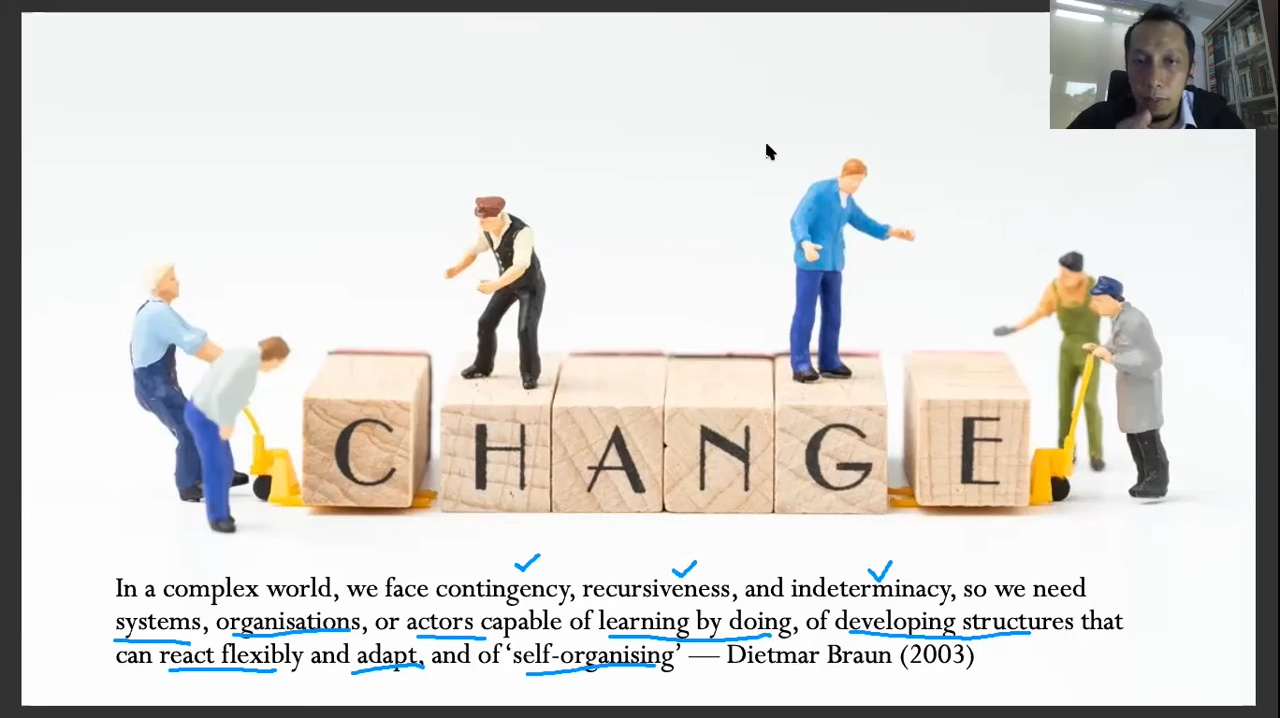 CHANGE
In a complex world, we face contingency, recursiveness, and indeterminacy, so we need
systems, organisations, or actors capable of learning by doing, of developing structures that
can react flexibly and adapt, and of ‘self-organising’ — Dietmar Braun (2003)